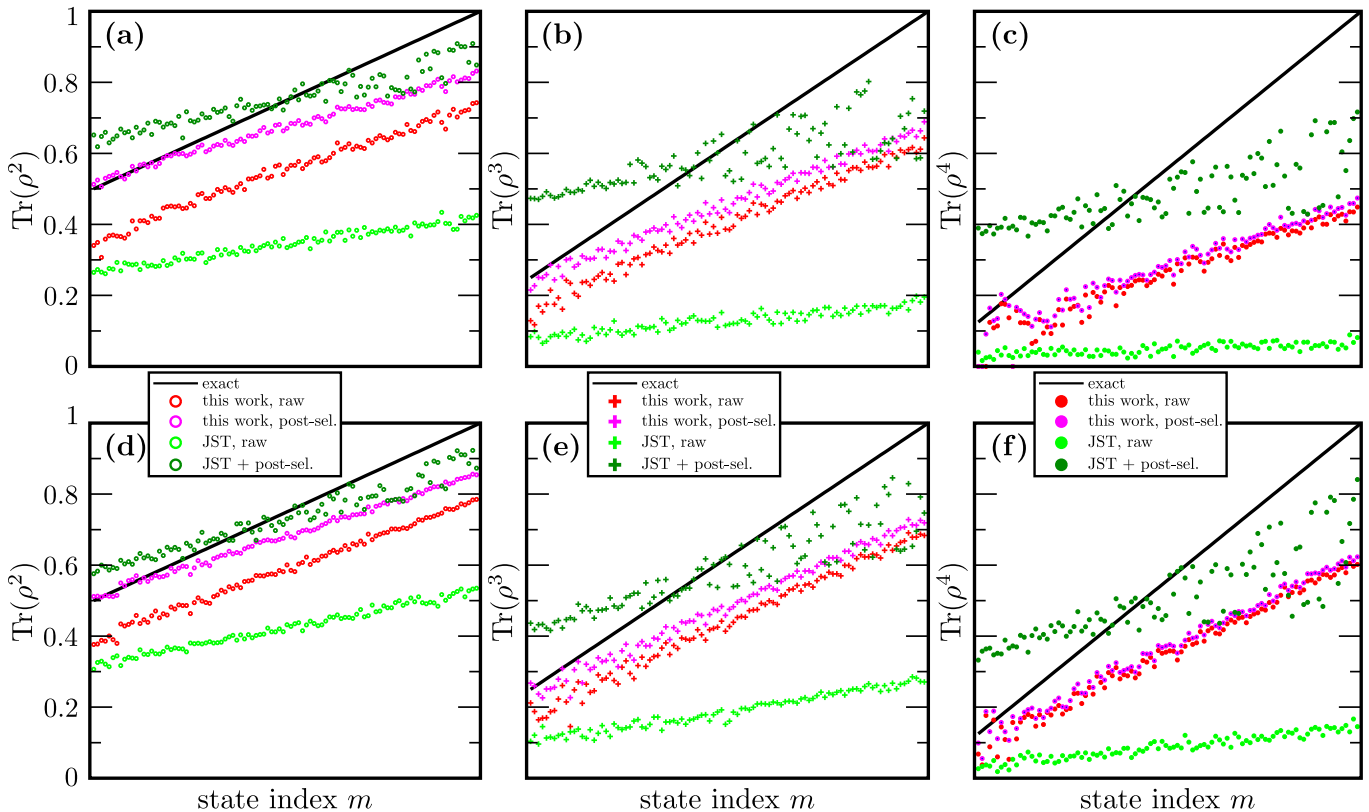 1
0.8
0.6
0.4
0.2
0
Tr(ρ²)
(a)
Tr(ρ³)
(b)
Tr(ρ⁴)
(c)
exact
this work, raw
this work, post-sel.
JST, raw
JST + post-sel.
exact
this work, raw
this work, post-sel.
JST, raw
JST + post-sel.
exact
this work, raw
this work, post-sel.
JST, raw
JST + post-sel.
1
0.8
0.6
0.4
0.2
0
Tr(ρ²)
(d)
Tr(ρ³)
(e)
Tr(ρ⁴)
(f)
state index m
state index m
state index m